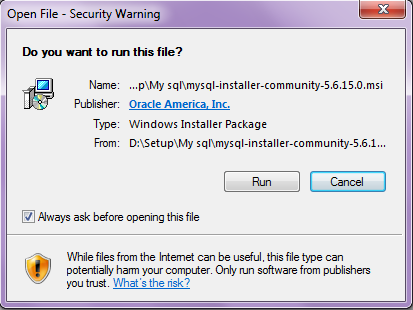 Open File - Security Warning
Do you want to run this file?
Name: ...p\My sql\mysql-installer-community-5.6.15.0.msi
Publisher: Oracle America, Inc.
Type: Windows Installer Package
From: D:\Setup\My sql\mysql-installer-community-5.6.1...
Run Cancel
Always ask before opening this file
While files from the Internet can be useful, this file type can
potentially harm your computer. Only run software from publishers
you trust. What's the risk?